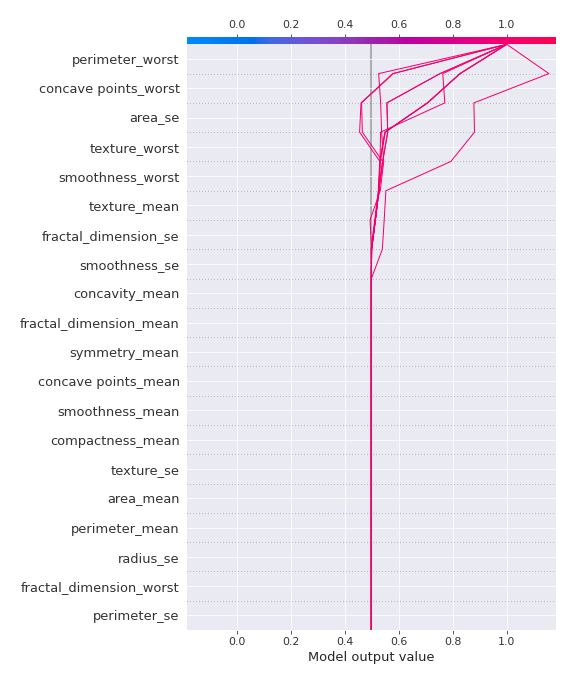 0.0 0.2 0.4 0.6 0.8 1.0
perimeter_worst
concave points_worst
area_se
texture_worst
smoothness_worst
texture_mean
fractal_dimension_se
smoothness_se
concavity_mean
fractal_dimension_mean
symmetry_mean
concave points_mean
smoothness_mean
compactness_mean
texture_se
area_mean
perimeter_mean
radius_se
fractal_dimension_worst
perimeter_se
0.0 0.2 0.4 0.6 0.8 1.0
Model output value